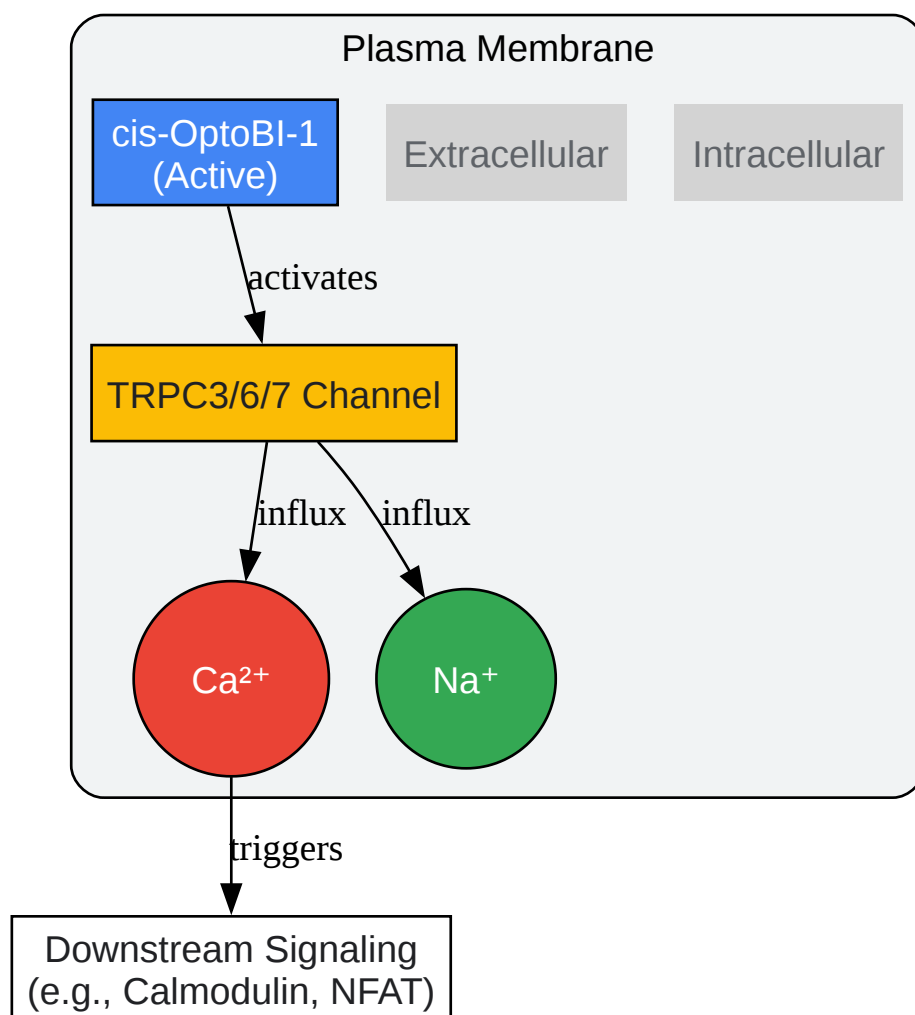 Plasma Membrane
cis-OptoBI-1
(Active)
Extracellular
Intracellular
activates
TRPC3/6/7 Channel
influx
influx
Ca²⁺
Na⁺
triggers
Downstream Signaling
(e.g., Calmodulin, NFAT)